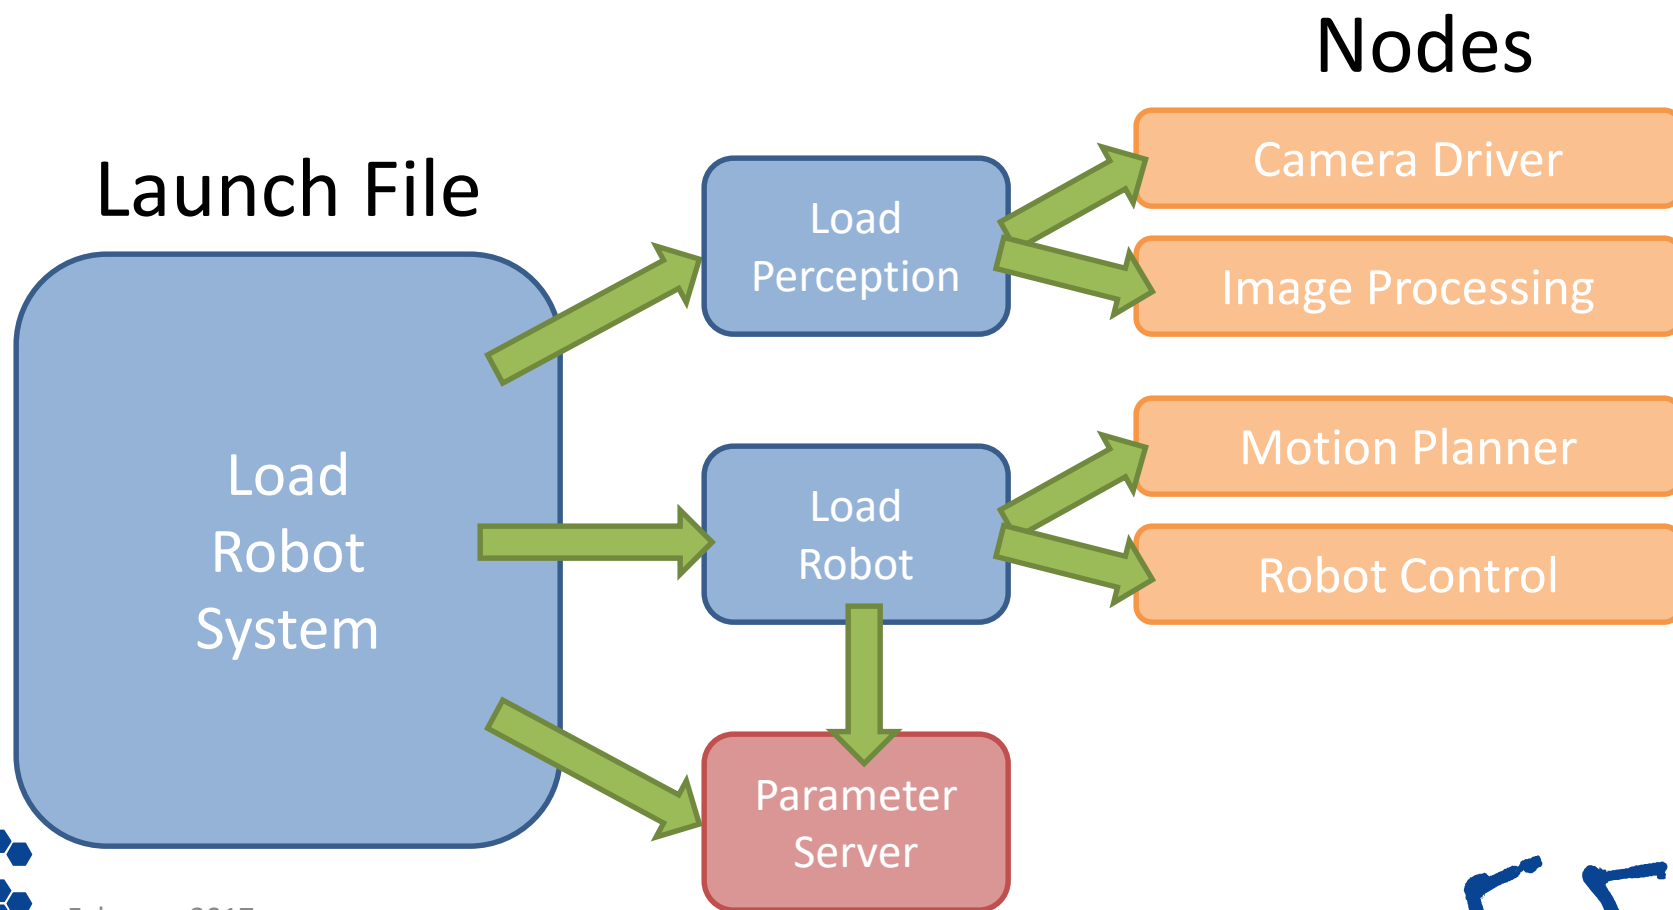 Nodes
Launch File
Load
Robot
System
Load
Perception
Camera Driver
Image Processing
Load
Robot
Motion Planner
Robot Control
Parameter
Server